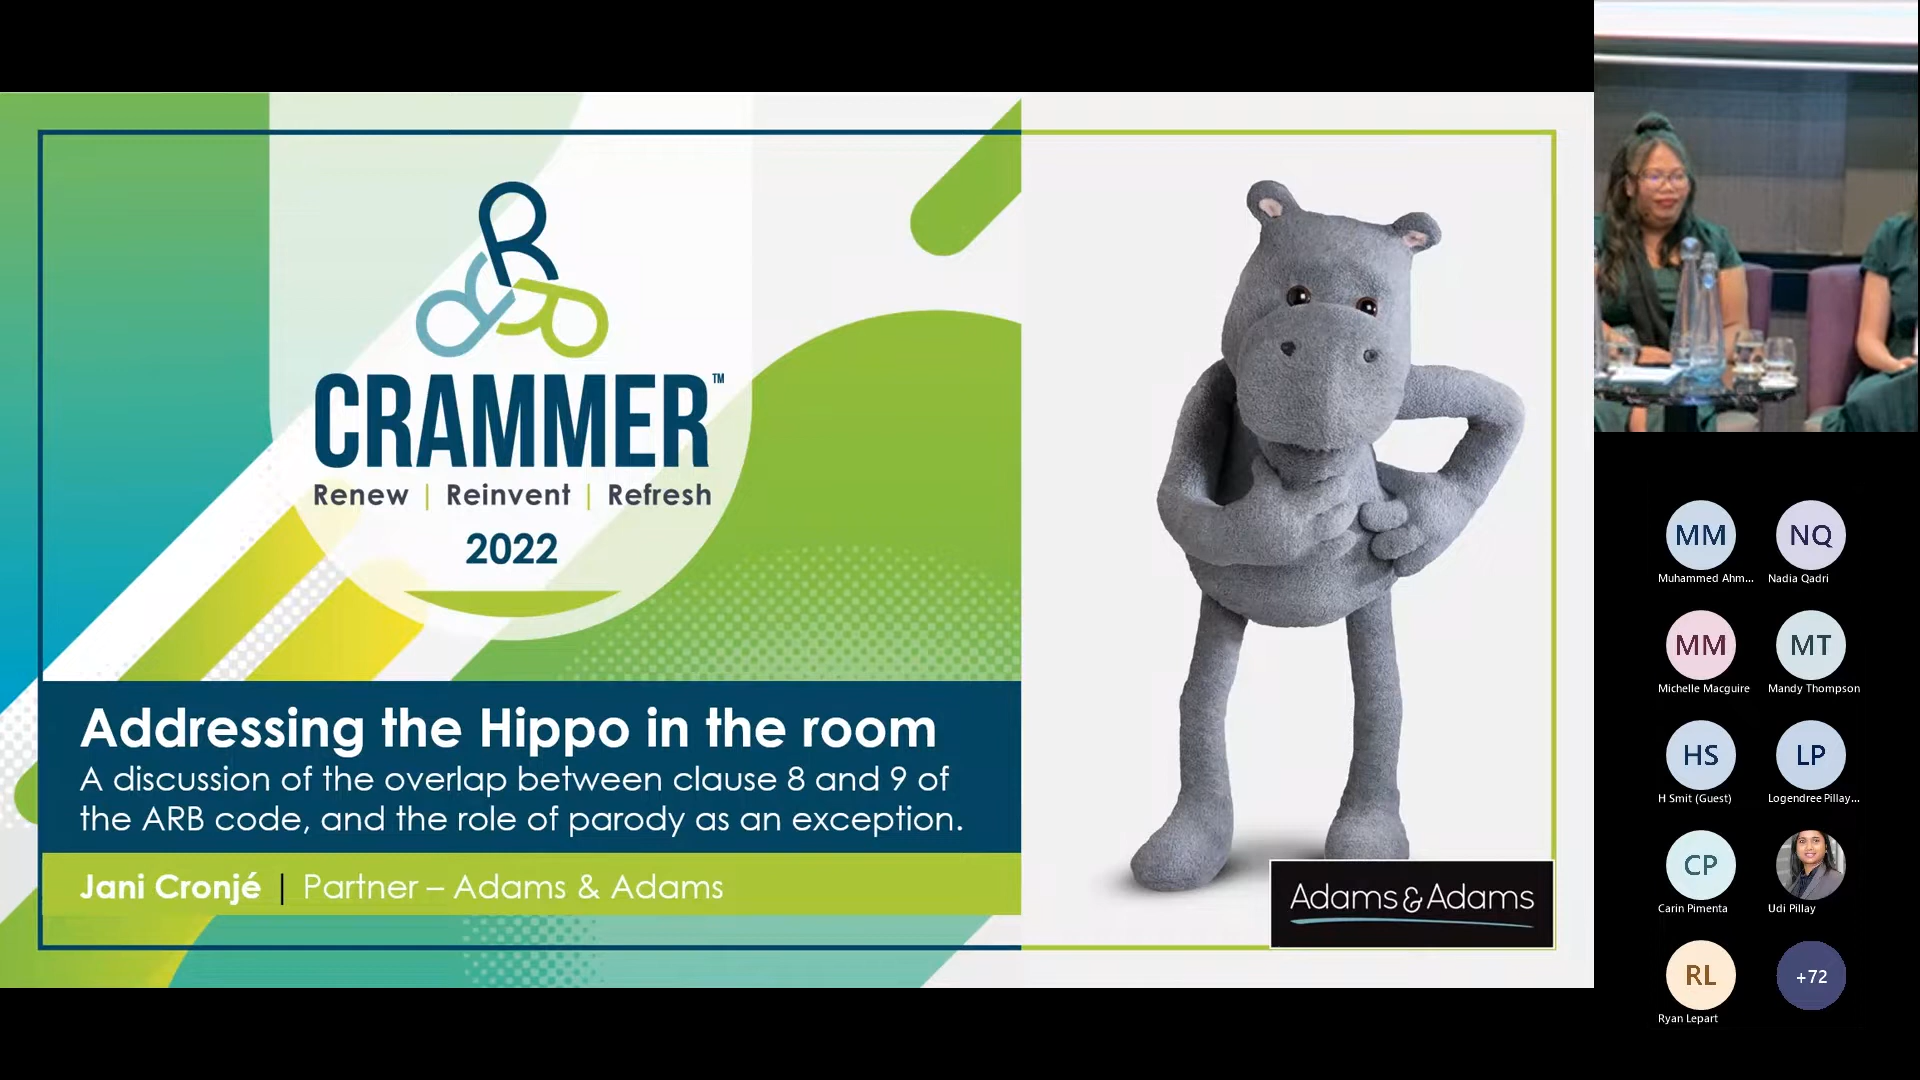 CRAMMER™
Renew | Reinvent | Refresh
2022
Addressing the Hippo in the room
A discussion of the overlap between clause 8 and 9 of
the ARB code, and the role of parody as an exception.
Jani Cronjé | Partner – Adams & Adams
Adams & Adams
MM
NQ
Muhammed Ahm...
Nadia Qadri
MM
MT
Michelle Macguire
Mandy Thompson
HS
LP
H Smit (Guest)
Logendree Pillay...
CP
Carin Pimenta
Udi Pillay
RL
+72
Ryan Lepart